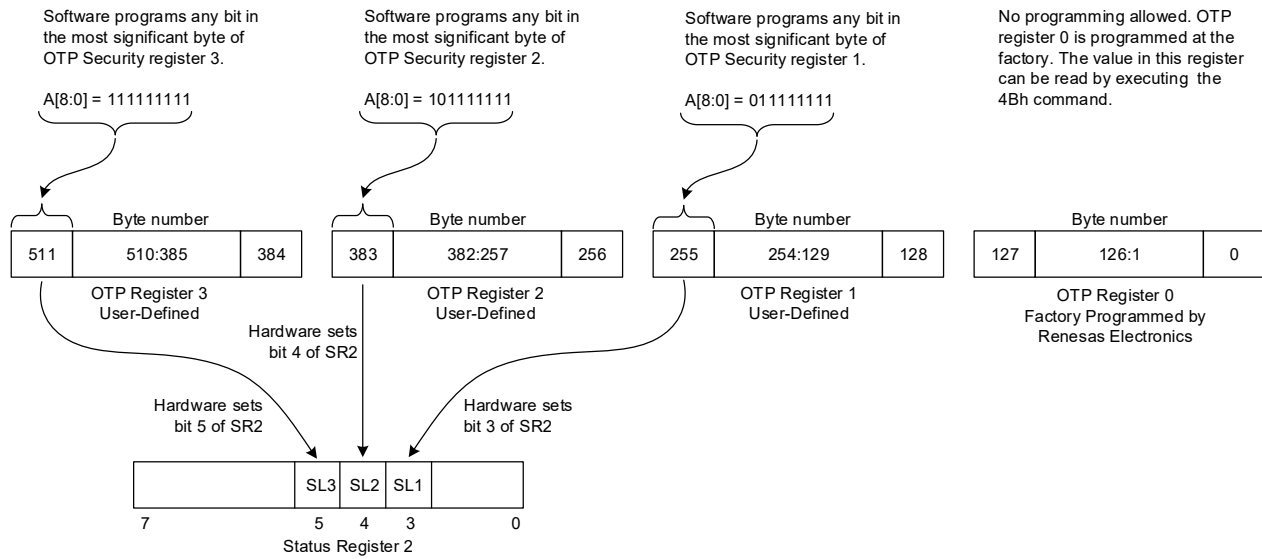 Software programs any bit in
the most significant byte of
OTP Security register 3.
Software programs any bit in
the most significant byte of
OTP Security register 2.
Software programs any bit in
the most significant byte of
OTP Security register 1.
No programming allowed. OTP
register 0 is programmed at the
factory. The value in this register
can be read by executing the
4Bh command.
A[8:0] = 111111111
A[8:0] = 101111111
A[8:0] = 011111111
Byte number
Byte number
Byte number
Byte number
511 510:385 384
383 382:257 256
255 254:129 128
127 126:1 0
OTP Register 3
User-Defined
OTP Register 2
User-Defined
OTP Register 1
User-Defined
OTP Register 0
Factory Programmed by
Renesas Electronics
Hardware sets
bit 4 of SR2
Hardware sets
bit 5 of SR2
Hardware sets
bit 3 of SR2
SL3 SL2 SL1
7 5 4 3 0
Status Register 2